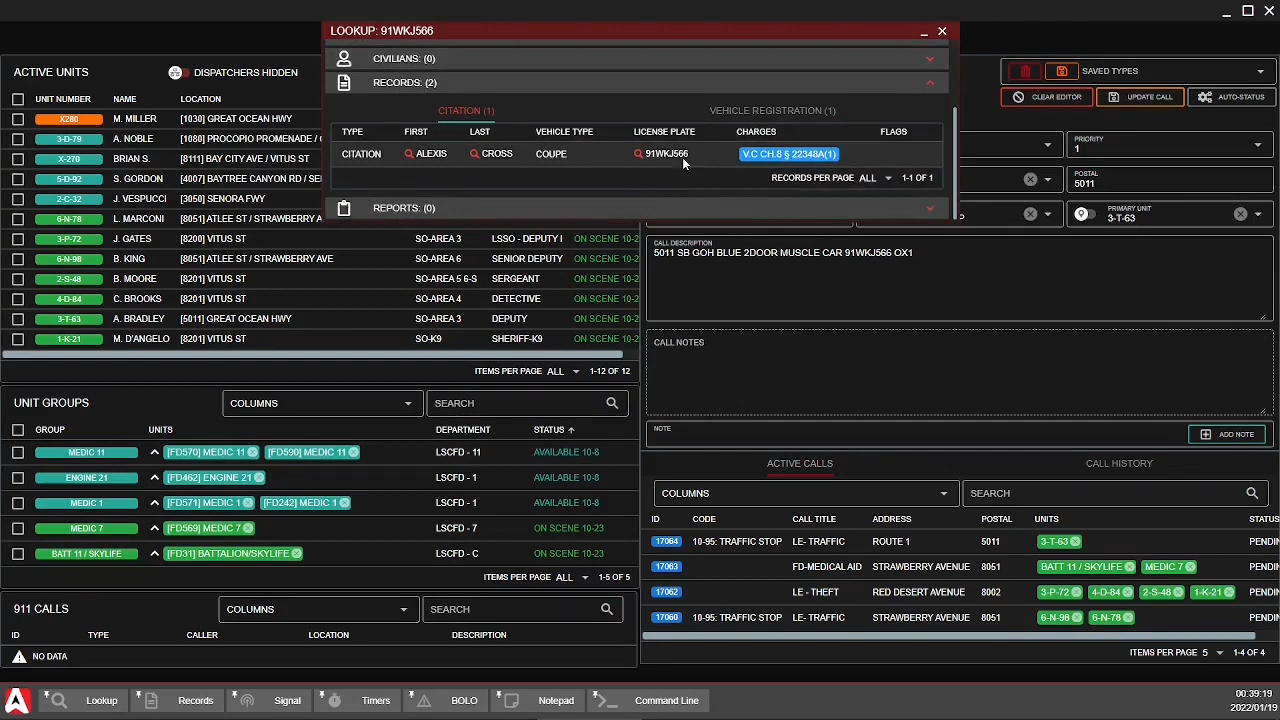 LOOKUP: 91WKJ566
CIVILIANS: (0)
RECORDS: (2)
CITATION (1) VEHICLE REGISTRATION (1)
TYPE FIRST LAST VEHICLE TYPE LICENSE PLATE CHARG FLAGS
CITATION ALEXIS CROSS COUPE 91WKJ566 V.C CH.8 § 22348A(1)
RECORDS PER PAGE ALL 1-1 OF 1
REPORTS: (0)
ACTIVE UNITS DISPATCHERS HIDDEN
UNIT NUMBER NAME LOCATION
X280 M. MILLER [1030] GREAT OCEAN HWY
3-D-79 A. NOBLE [1080] PROCOPIO PROMENADE /
X-270 BRIAN S. [8111] BAY CITY AVE / VITUS ST
5-D-92 S. GORDON [4007] BAYTREE CANYON RD / SE
2-C-32 J. VESPUCCI [3050] SENORA FWY
6-N-78 L. MARCONI [8051] ATLEE ST / STRAWBERRY A
3-P-72 J. GATES [8200] VITUS ST SO-AREA 3 LSSO - DEPUTY I ON SCENE 10-2
6-N-98 B. KING [8051] ATLEE ST / STRAWBERRY AVE SO-AREA 6 SENIOR DEPUTY ON SCENE 10-2
2-S-48 B. MOORE [8201] VITUS ST SO-AREA 5 6-S SERGEANT ON SCENE 10-2
4-D-84 C. BROOKS [8201] VITUS ST SO-AREA 4 DETECTIVE ON SCENE 10-2
3-T-63 A. BRADLEY [5011] GREAT OCEAN HWY SO-AREA 3 DEPUTY ON SCENE 10-2
1-K-21 M. D'ANGELO [8201] VITUS ST SO-K9 SHERIFF-K9 ON SCENE 10-2
ITEMS PER PAGE ALL 1-12 OF 12
UNIT GROUPS COLUMNS SEARCH
GROUP UNITS DEPARTMENT STATUS
MEDIC 11 [FD570] MEDIC 11 [FD590] MEDIC 11 LSCFD - 11 AVAILABLE 10-8
ENGINE 21 [FD462] ENGINE 21 LSCFD - 1 AVAILABLE 10-8
MEDIC 1 [FD571] MEDIC 1 [FD242] MEDIC 1 LSCFD - 1 AVAILABLE 10-8
MEDIC 7 [FD569] MEDIC 7 LSCFD - 7 ON SCENE 10-23
BATT 11 / SKYLIFE [FD31] BATTALION/SKYLIFE LSCFD - C ON SCENE 10-23
ITEMS PER PAGE ALL 1-5 OF 5
911 CALLS COLUMNS SEARCH
ID TYPE CALLER LOCATION DESCRIPTION
NO DATA
SAVED TYPES
CLEAR EDITOR UPDATE CALL AUTO-STATUS
PRIORITY
1
POSTAL
5011
PRIMARY UNIT
3-T-63
CALL DESCRIPTION
5011 SB GOH BLUE 2DOOR MUSCLE CAR 91WKJ566 OX1
CALL NOTES
NOTE
ADD NOTE
ACTIVE CALLS CALL HISTORY
COLUMNS SEARCH
ID CODE CALL TITLE ADDRESS POSTAL UNITS STATUS
17064 10-95: TRAFFIC STOP LE- TRAFFIC ROUTE 1 5011 3-T-63 PENDIN
17063 FD-MEDICAL AID STRAWBERRY AVENUE 8051 BATT 11 / SKYLIFE MEDIC 7 PENDIN
17062 LE - THEFT RED DESERT AVENUE 8002 3-P-72 4-D-84 2-S-48 1-K-21 PENDIN
17060 10-95: TRAFFIC STOP LE- TRAFFIC STRAWBERRY AVENUE 8051 6-N-98 6-N-78 PENDIN
ITEMS PER PAGE 5 1-4 OF 4
Lookup Records Signal Timers BOLO Notepad Command Line
00:39:19
2022/01/19